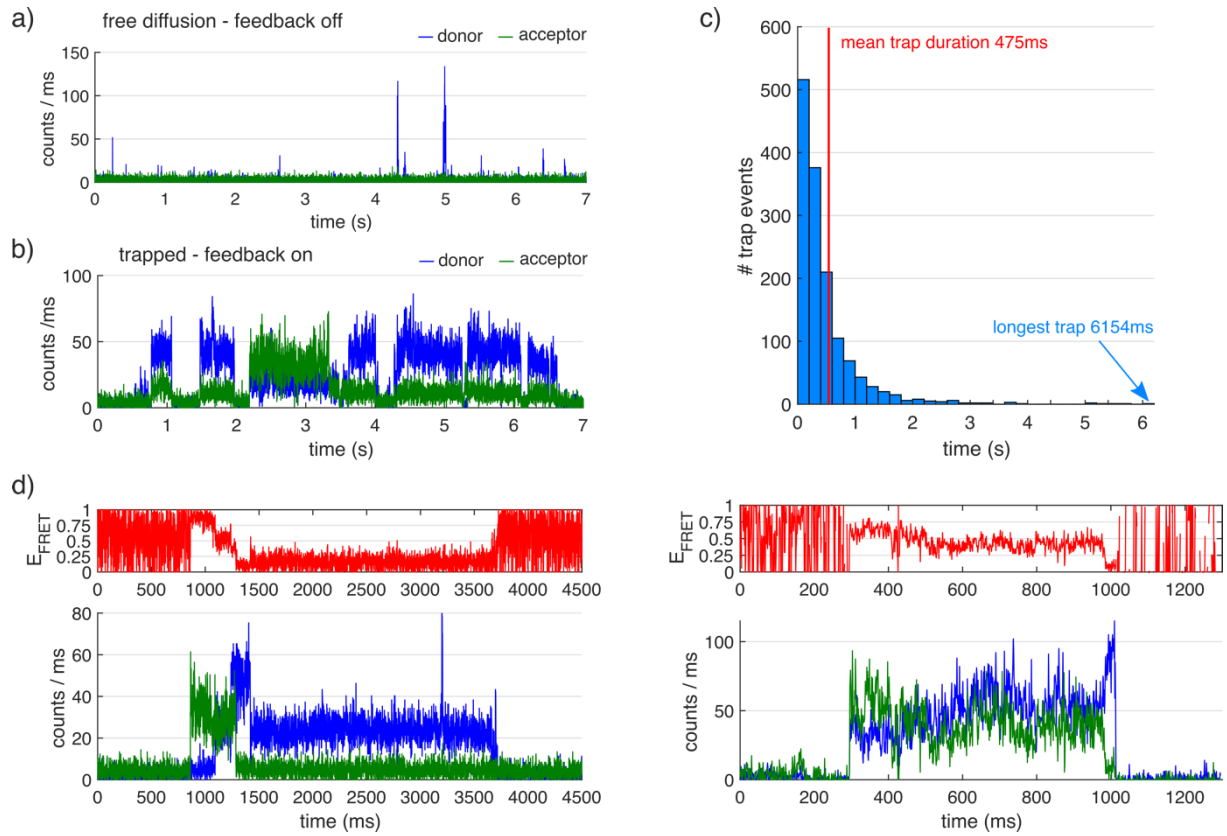 a) free diffusion - feedback off
donor acceptor
150
100
50
0
counts / ms
0 1 2 3 4 5 6 7
time (s)
b) trapped - feedback on
donor acceptor
100
50
0
counts /ms
0 1 2 3 4 5 6 7
time (s)
c)
600
500
400
300
200
100
0
# trap events
mean trap duration 475ms
longest trap 6154ms
0 1 2 3 4 5 6
time (s)
d)
1
0.75
0.25
0
EFRET
0 500 1000 1500 2000 2500 3000 3500 4000 4500
80
60
40
20
0
counts / ms
0 500 1000 1500 2000 2500 3000 3500 4000 4500
time (ms)
1
0.75
0.5
0.25
0
EFRET
0 200 400 600 800 1000 1200
100
50
0
counts / ms
0 200 400 600 800 1000 1200
time (ms)